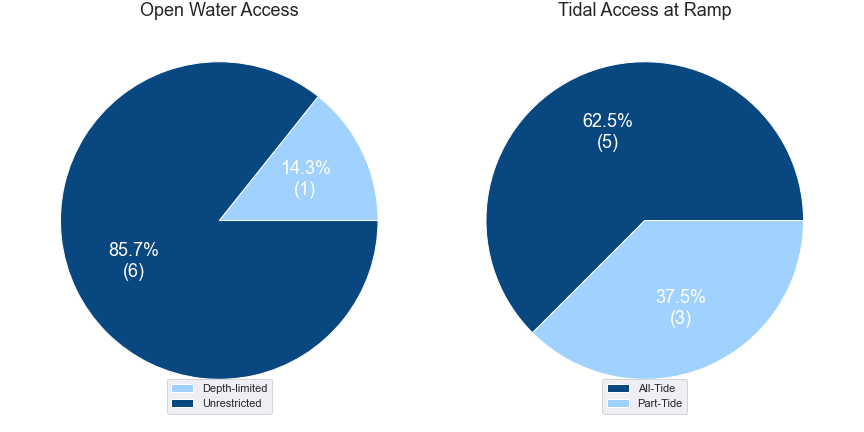 Open Water Access
14.3%
(1)
85.7%
(6)
Depth-limited
Unrestricted
Tidal Access at Ramp
62.5%
(5)
37.5%
(3)
All-Tide
Part-Tide